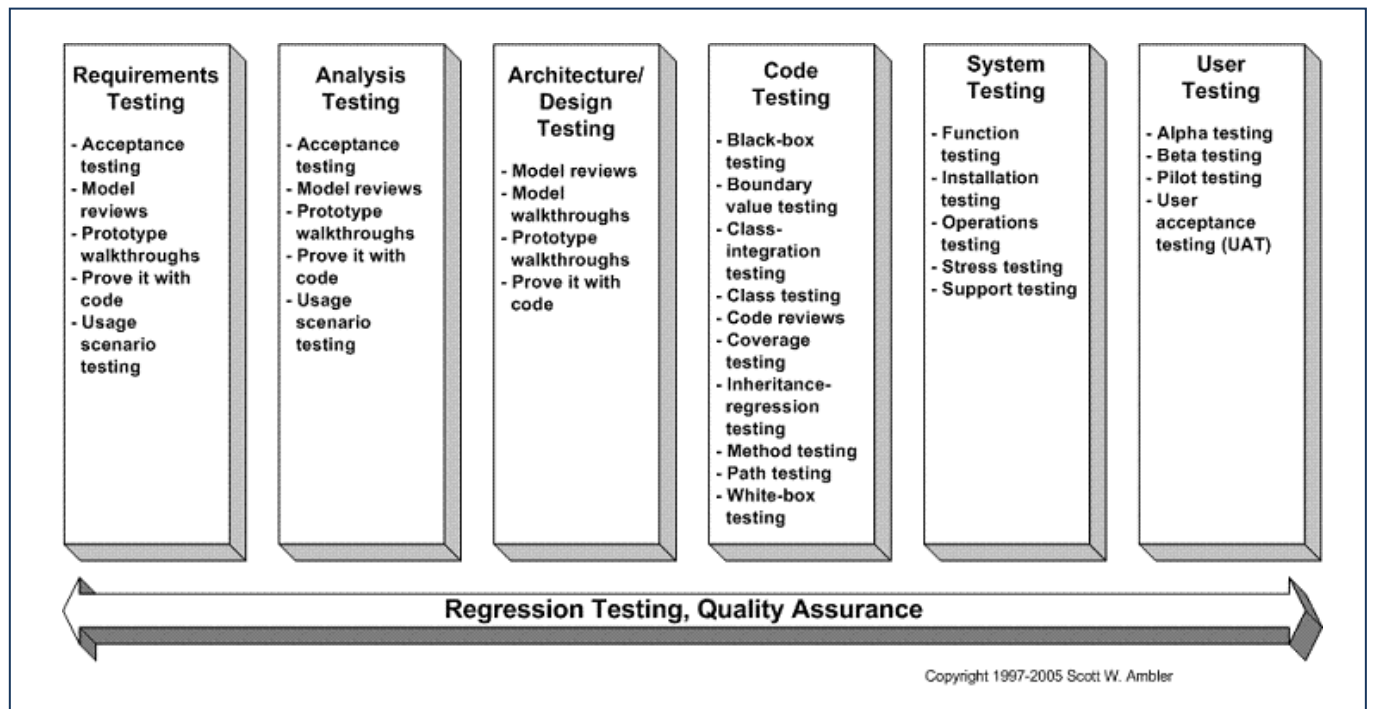 Requirements
Testing
- Acceptance
testing
- Model
reviews
- Prototype
walkthroughs
- Prove it with
code
- Usage
scenario
testing
Analysis
Testing
- Acceptance
testing
- Model reviews
- Prototype
walkthroughs
- Prove it with
code
- Usage
scenario
testing
Architecture/
Design
Testing
- Model reviews
- Model
walkthroughs
- Prototype
walkthroughs
- Prove it with
code
Code
Testing
- Black-box
testing
- Boundary
value testing
- Class-
integration
testing
- Class testing
- Code reviews
- Coverage
testing
- Inheritance-
regression
testing
- Method testing
- Path testing
- White-box
testing
System
Testing
- Function
testing
- Installation
testing
- Operations
testing
- Stress testing
- Support testing
User
Testing
- Alpha testing
- Beta testing
- Pilot testing
- User
acceptance
testing (UAT)
Regression Testing, Quality Assurance
Copyright 1997-2005 Scott W. Ambler